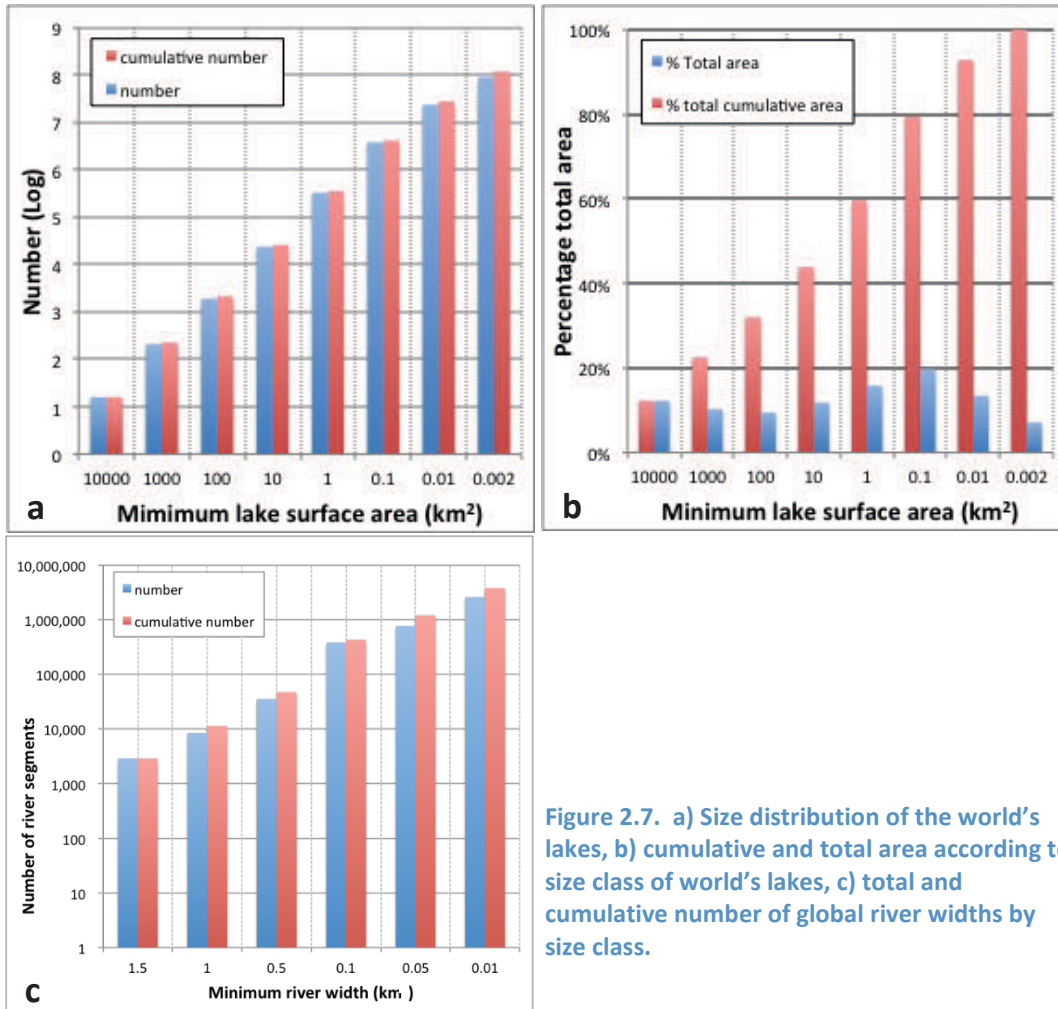 9
8
7
6
5
4
3
2
1
0
Number (Log)
cumulative number
number
10000 1000 100 10 1 0.1 0.01 0.002
a
Mimimum lake surface area (km²)
100%
80%
60%
40%
20%
0%
Percentage total area
% Total area
% total cumulative area
10000 1000 100 10 1 0.1 0.01 0.002
b
Minimum lake surface area (km²)
10,000,000
1,000,000
100,000
10,000
1,000
100
10
1
Number of river segments
number
cumulative number
1.5 1 0.5 0.1 0.05 0.01
c
Minimum river width (km )
Figure 2.7. a) Size distribution of the world's
lakes, b) cumulative and total area according t
size class of world's lakes, c) total and
cumulative number of global river widths by
size class.